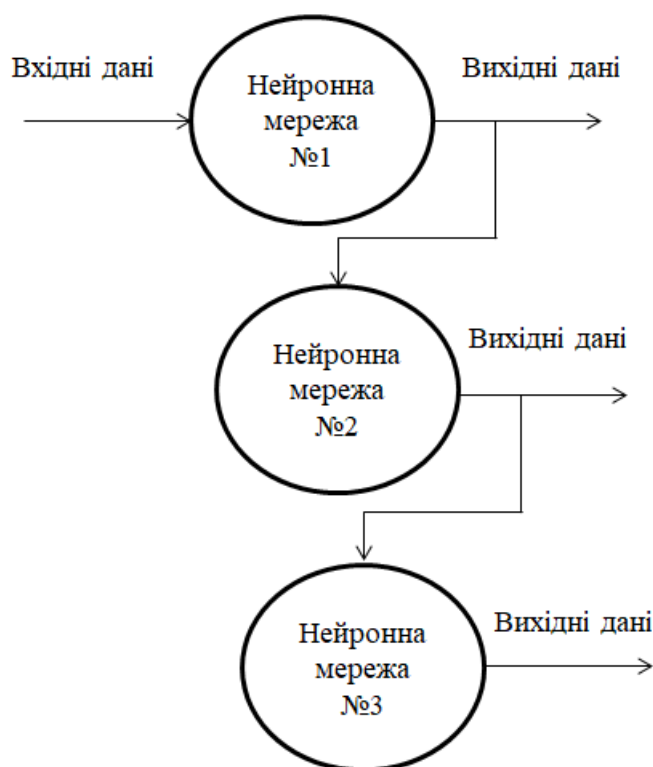 Вхідні дані
Нейронна
мережа
№1
Вихідні дані
Нейронна
мережа
№2
Вихідні дані
Нейронна
мережа
№3
Вихідні дані